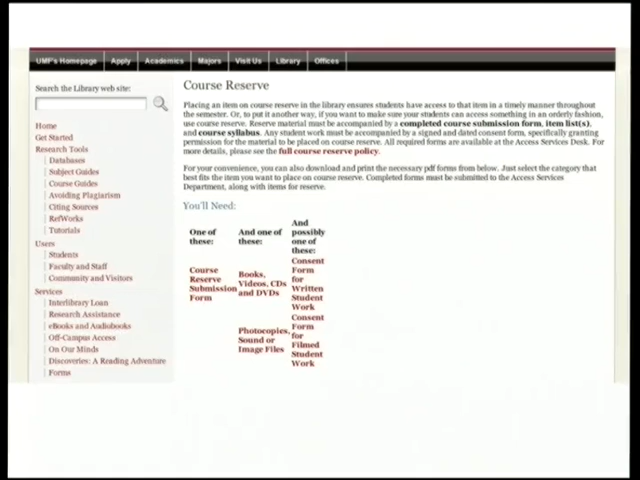 UMF's Homepage Apply Academics Majors Visit Us Library Offices
Search the Library web site:
Home
Get Started
Research Tools
Databases
Subject Guides
Course Guides
Avoiding Plagiarism
Citing Sources
RefWorks
Tutorials
Users
Students
Faculty and Staff
Community and Visitors
Services
Interlibrary Loan
Research Assistance
eBooks and Audiobooks
Off-Campus Access
On Our Minds
Discoveries: A Reading Adventure
Forms
Course Reserve
Placing an item on course reserve in the library ensures students have access to that item in a timely manner throughout
the semester. Or, to put it another way, if you want to make sure your students can access something in an orderly fashion,
use course reserve. Reserve material must be accompanied by a completed course submission form, item list(s),
and course syllabus. Any student work must be accompanied by a signed and dated consent form, specifically granting
permission for the material to be placed on course reserve. All required forms are available at the Access Services Desk. For
more details, please see the full course reserve policy.
For your convenience, you can also download and print the necessary pdf forms from below. Just select the category that
best fits the item you want to place on course reserve. Completed forms must be submitted to the Access Services
Department, along with items for reserve.
You'll Need:
One of
these:
And one of
these:
And
possibly
one of
these:
Course
Reserve
Submission
Form
Books,
Videos, CDs
and DVDs
Consent
Form
for
Written
Student
Work
Photocopies,
Sound or
Image Files
Consent
Form
for
Filmed
Student
Work